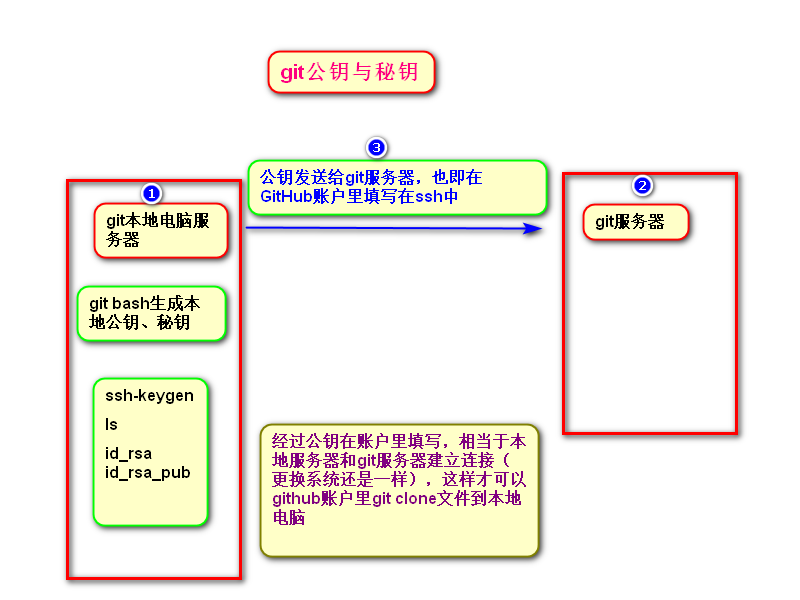 git公钥与秘钥
③
公钥发送给git服务器，也即在
GitHub账户里填写在ssh中
①
git本地电脑服
务器
②
git服务器
git bash生成本
地公钥、秘钥
ssh-keygen
ls
id_rsa
id_rsa_pub
经过公钥在账户里填写，相当于本
地服务器和git服务器建立连接（
更换系统还是一样），这样才可以
github账户里git clone文件到本地
电脑